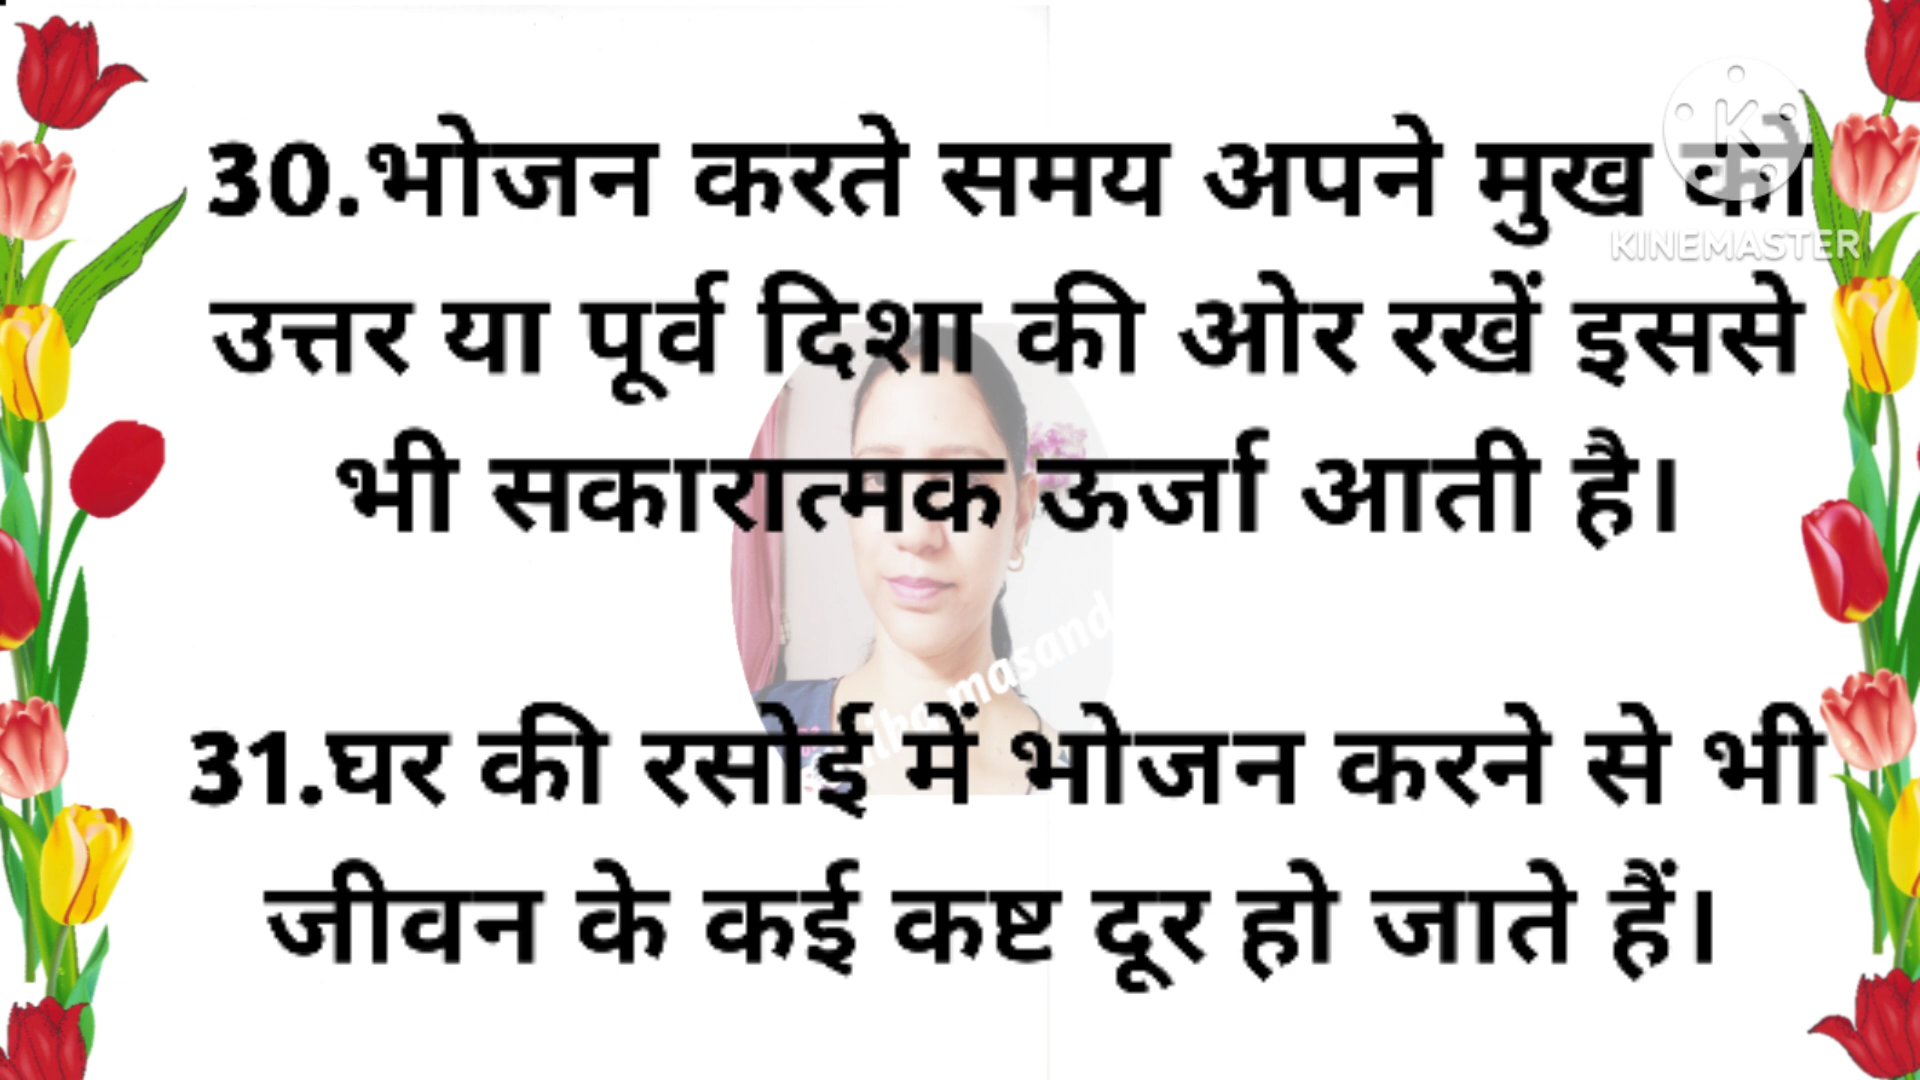 30.भोजन करते समय अपने मुख को
KINEMASTER
उत्तर या पूर्व दिशा की ओर रखें इससे
भी सकारात्मक ऊर्जा आती है।
31.घर की रसोई में भोजन करने से भी
जीवन के कई कष्ट दूर हो जाते हैं।